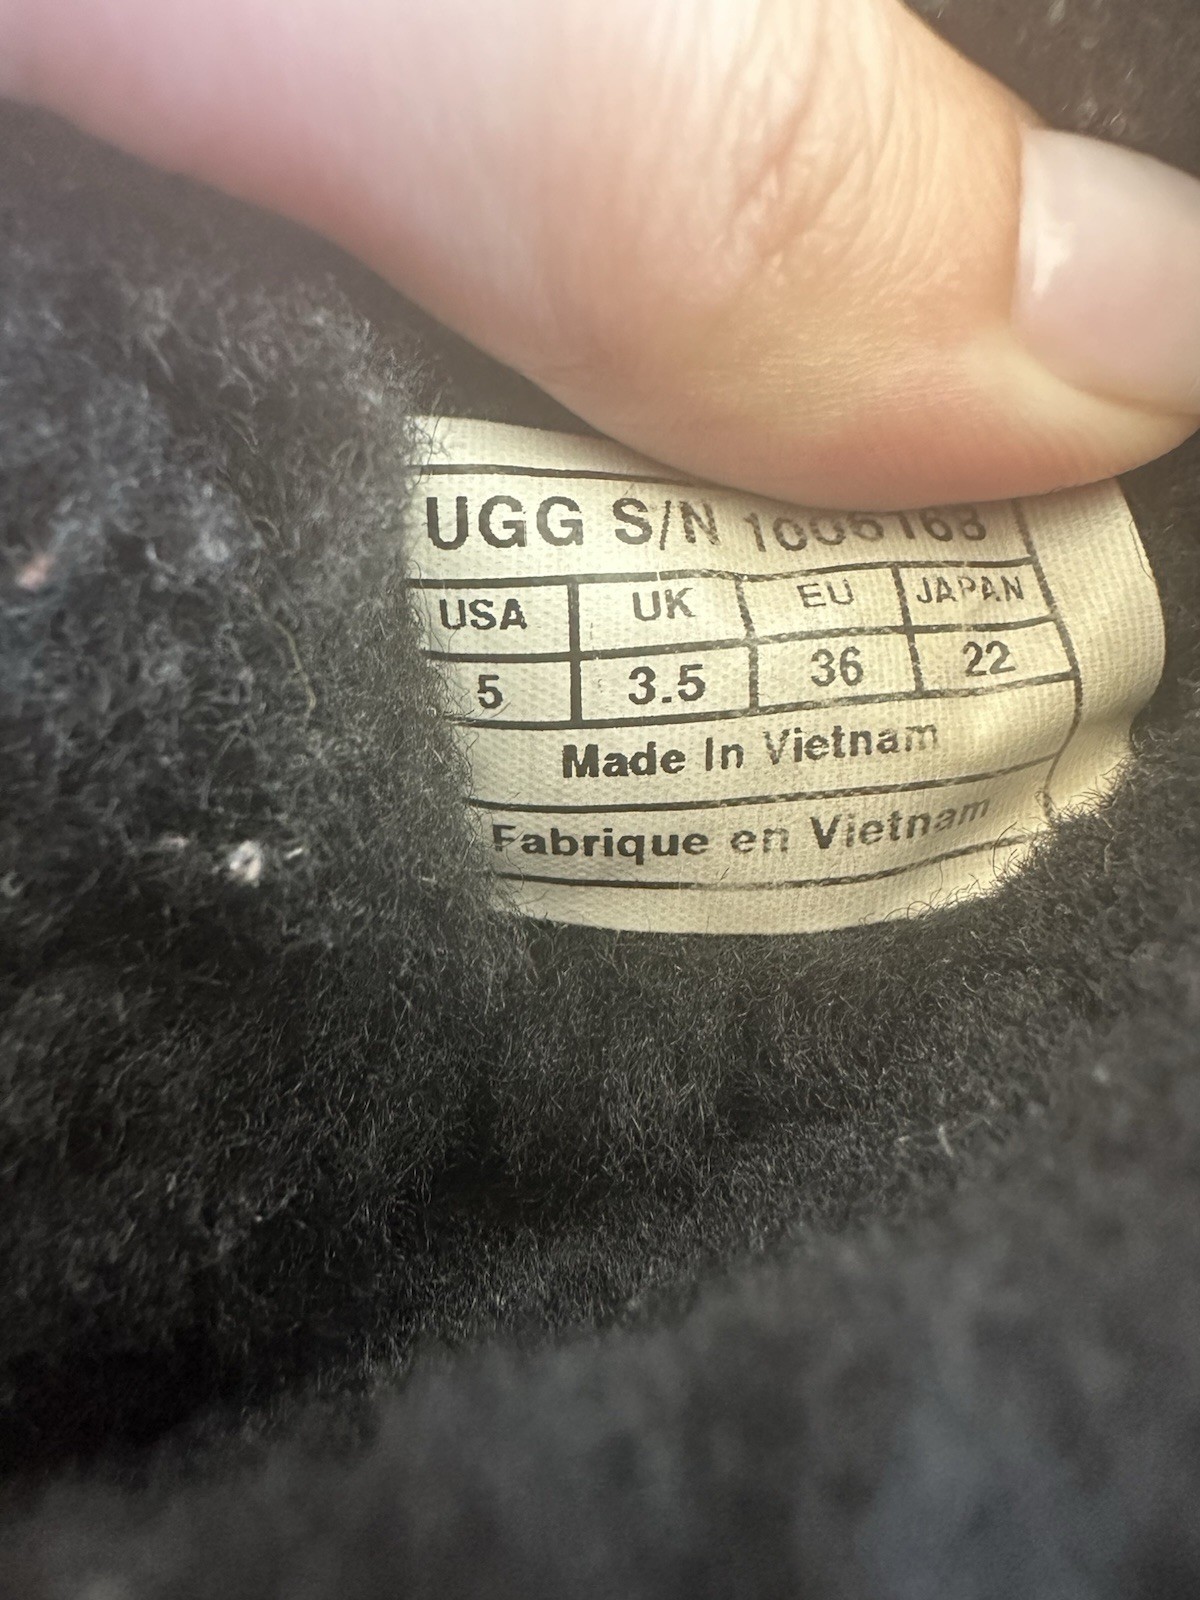 UGG S/N
USA UK EU JAPAN
5 3.5 36 22
Made In Vietnam
Fabrique en Vietnam